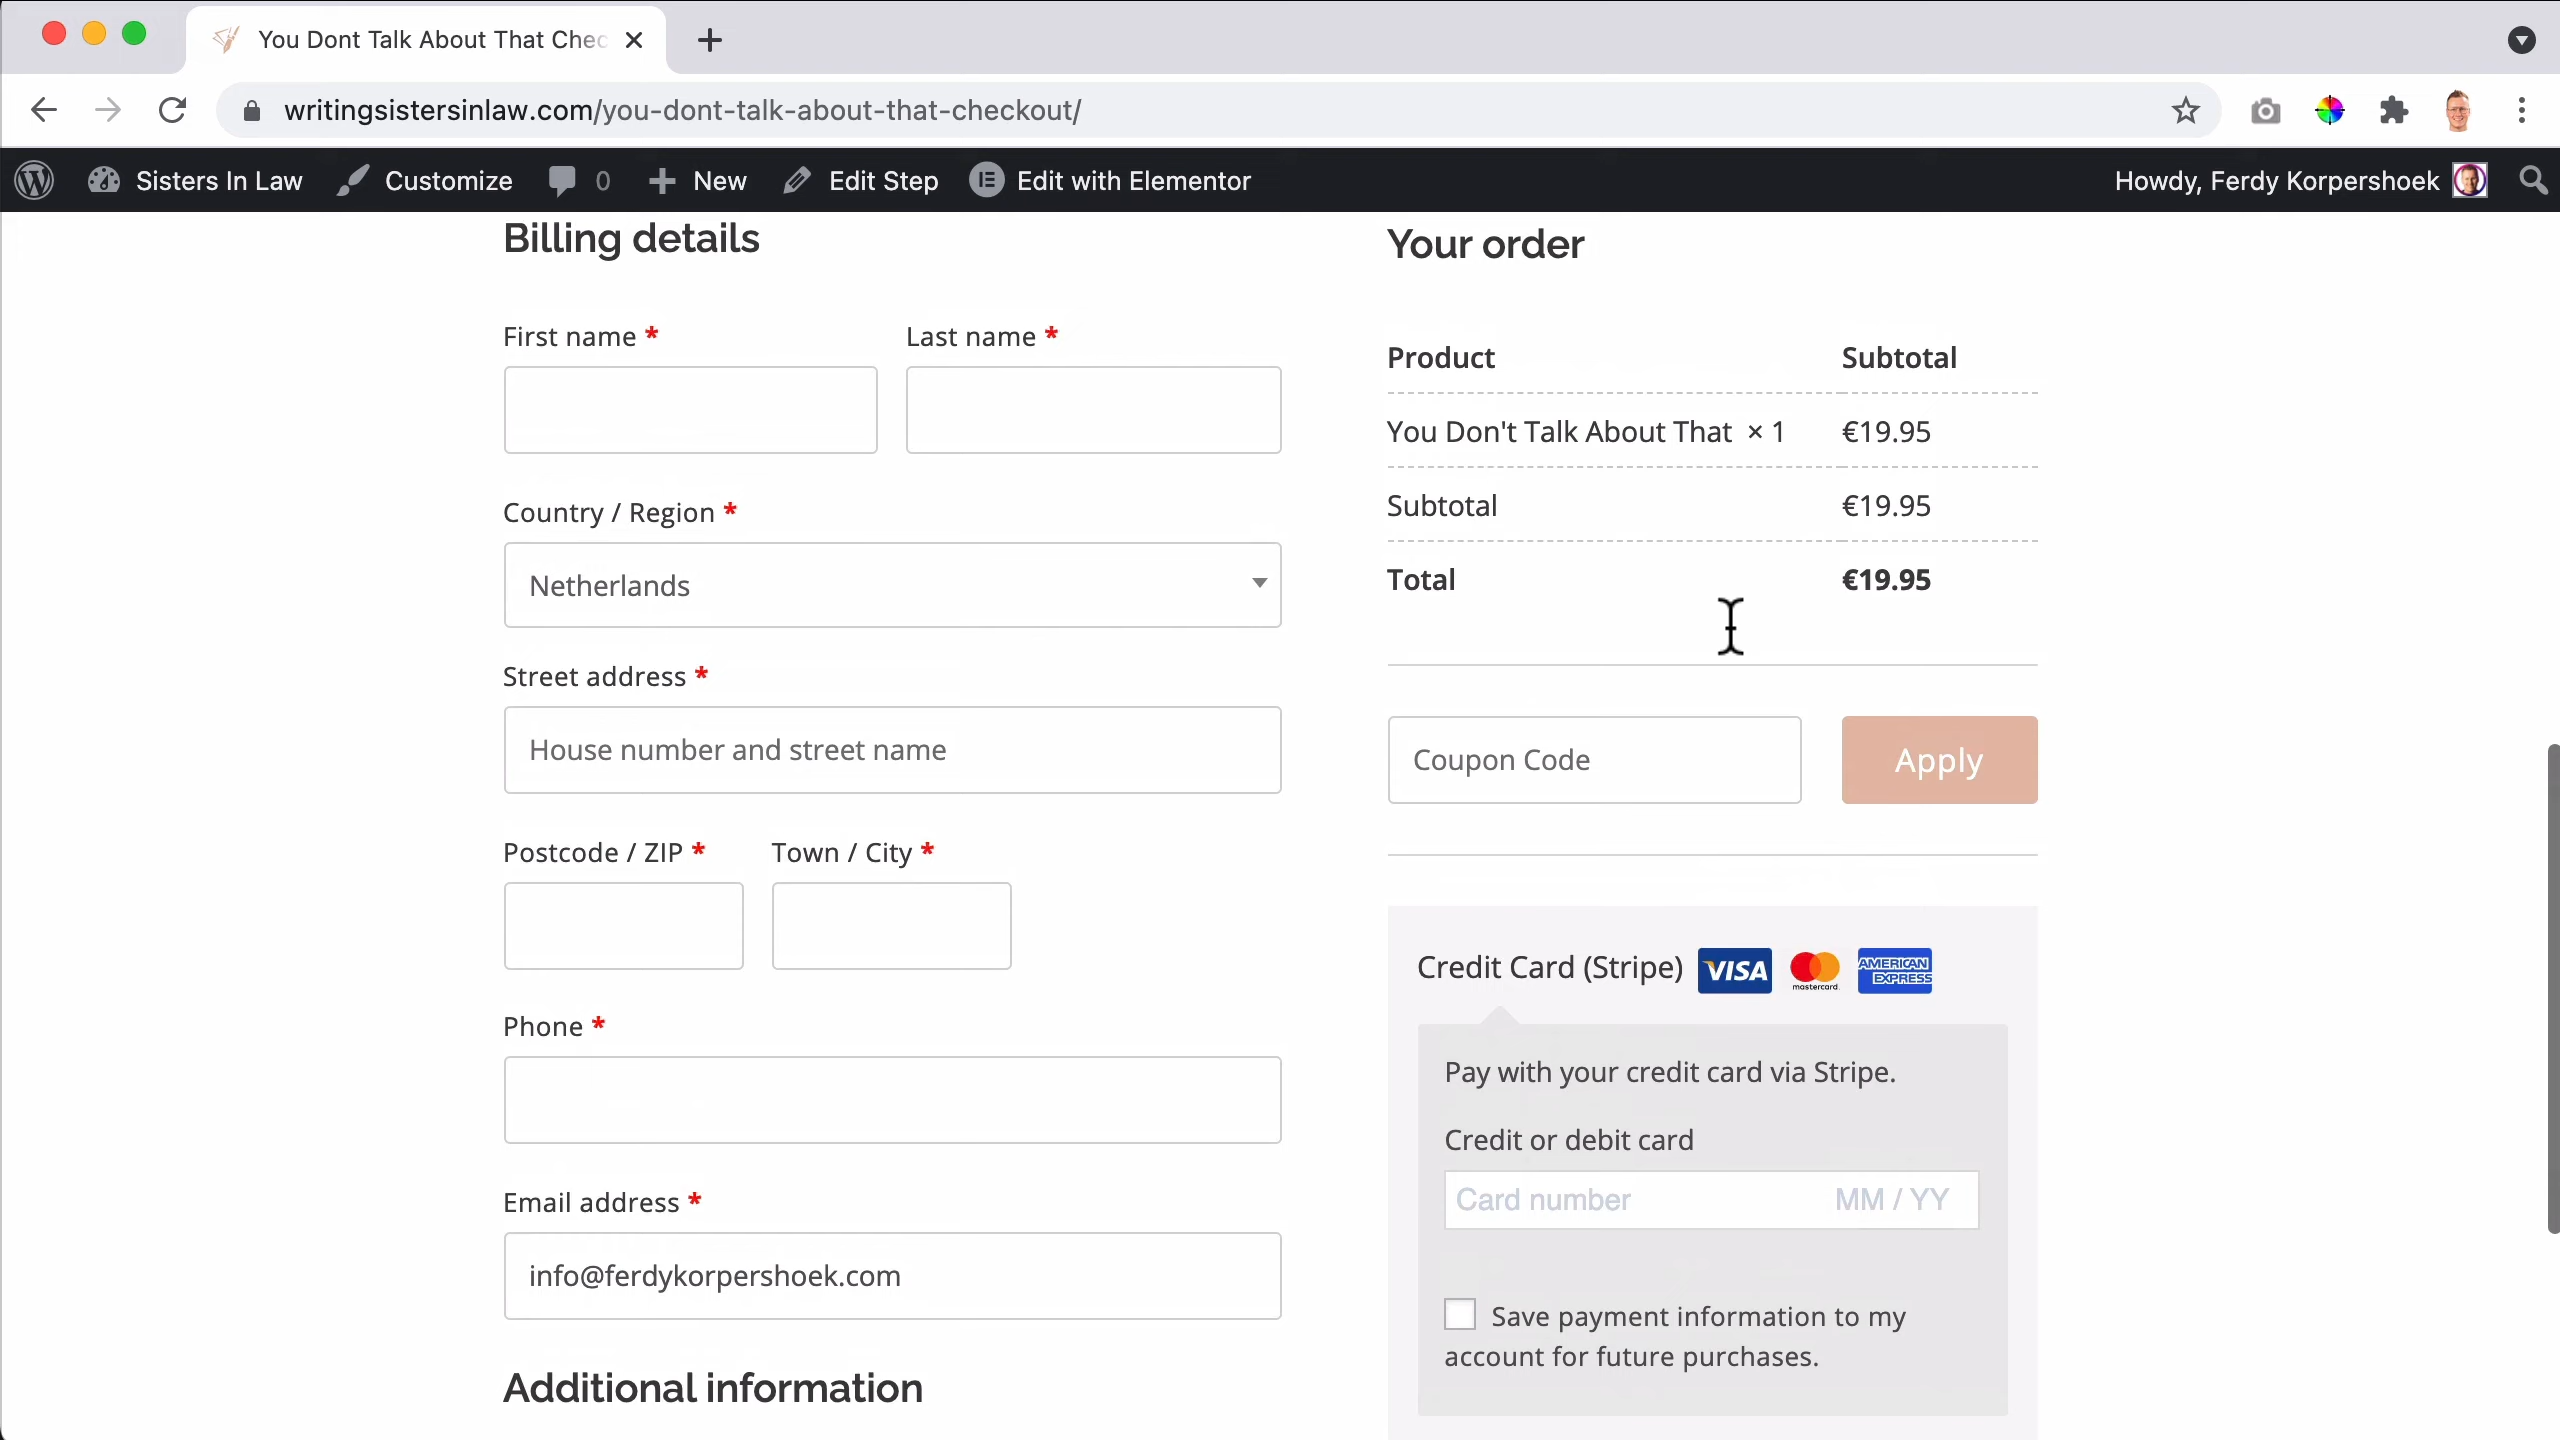 You Dont Talk About That Chec
writingsistersinlaw.com/you-dont-talk-about-that-checkout/
Sisters In Law Customize 0 New Edit Step Edit with Elementor Howdy, Ferdy Korpershoek
Billing details
First name * Last name *
Country / Region *
Netherlands
Street address *
House number and street name
Postcode / ZIP * Town / City *
Phone *
Email address *
info@ferdykorpershoek.com
Additional information
Your order
Product Subtotal
You Don't Talk About That × 1 €19.95
Subtotal €19.95
Total €19.95
Coupon Code Apply
Credit Card (Stripe) VISA mastercard AMERICAN EXPRESS
Pay with your credit card via Stripe.
Credit or debit card
Card number MM / YY
Save payment information to my
account for future purchases.